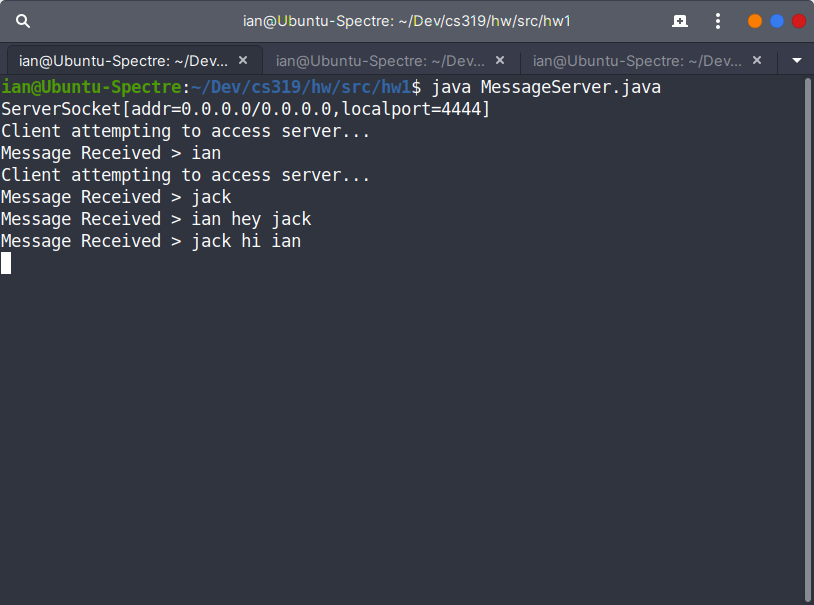 ian@Ubuntu-Spectre: ~/Dev/cs319/hw/src/hw1
ian@Ubuntu-Spectre: ~/Dev... × ian@Ubuntu-Spectre: ~/Dev... × ian@Ubuntu-Spectre: ~/Dev... ×
ian@Ubuntu-Spectre:~/Dev/cs319/hw/src/hw1$ java MessageServer.java
ServerSocket[addr=0.0.0.0/0.0.0.0,localport=4444]
Client attempting to access server...
Message Received > ian
Client attempting to access server...
Message Received > jack
Message Received > ian hey jack
Message Received > jack hi ian